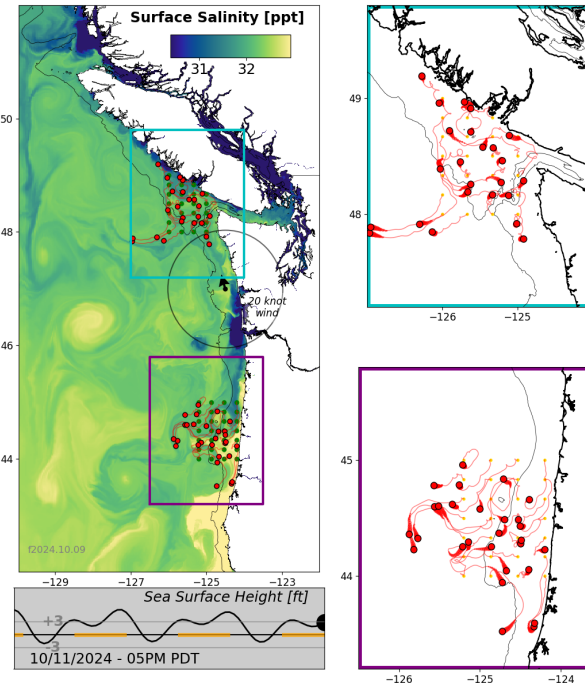 Surface Salinity [ppt]
31 32
50
48
46
44
20 knot
wind
f2024.10.09
−129 −127 −125 −123
Sea Surface Height [ft]
+3
-3
10/11/2024 - 05PM PDT
49
48
−126 −125
45
44
−126 −125 −124